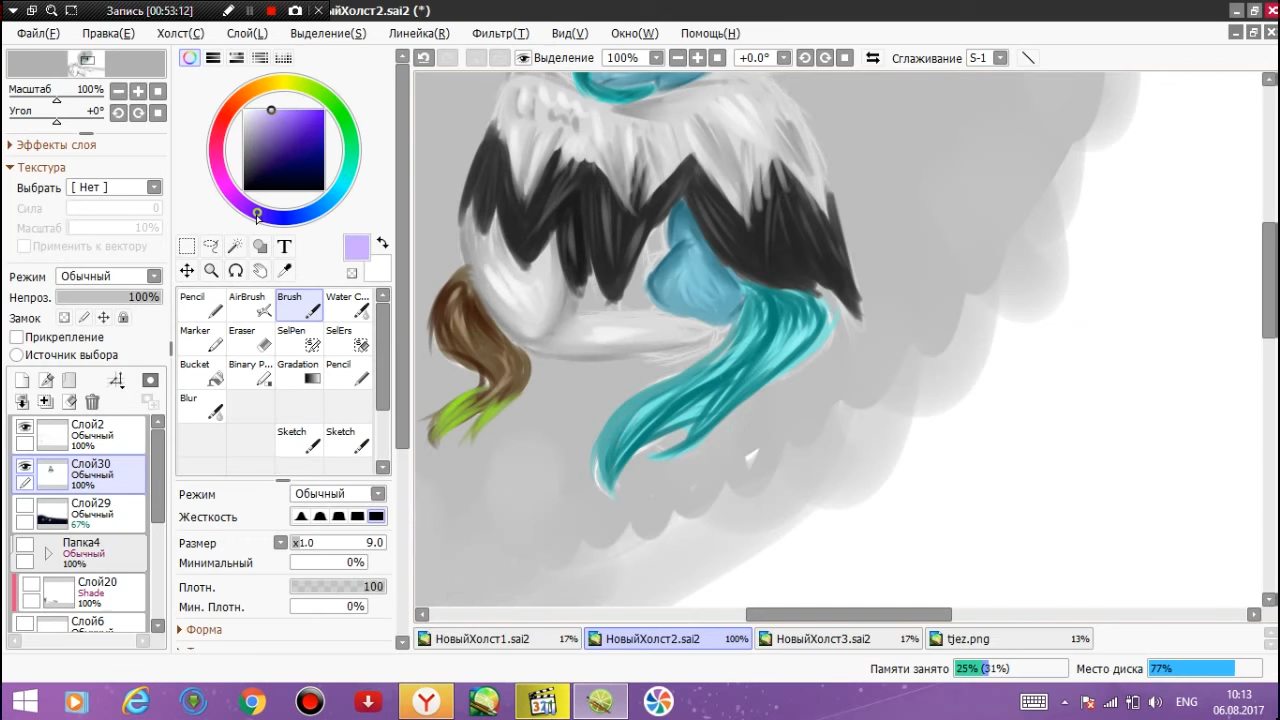 Запись [00:53:12]
ыйХолст2.sai2 (*)
Файл(F) Правка(E) Холст(C) Слой(L) Выделение(S) Линейка(R) Фильтр(T) Вид(V) Окно(W) Помощь(H)
Выделение 100% +0.0° Сглаживание S-1
Масштаб 100%
Угол +0°
Эффекты слоя
Текстура
Выбрать [ Нет ]
Сила 0
Масштаб 10%
Применить к вектору
Режим Обычный
Непроз. 100%
Замок
Прикрепление
Источник выбора
Слой2
Обычный
100%
Слой30
Обычный
100%
Слой29
Обычный
67%
Папка4
Обычный
100%
Слой20
Shade
100%
Слой6
T
Pencil AirBrush Brush Water C...
Marker Eraser SelPen SelErs
Bucket Binary P... Gradation Pencil
Blur
Sketch Sketch
Режим Обычный
Жесткость
Размер x1.0 9.0
Минимальный 0%
Плотн. 100
Мин. Плотн. 0%
Форма
НовыйХолст1.sai2 17% НовыйХолст2.sai2 100% НовыйХолст3.sai2 17% tjez.png 13%
Памяти занято 25% (31%) Место диска 77%
321
ENG
10:13
06.08.2017